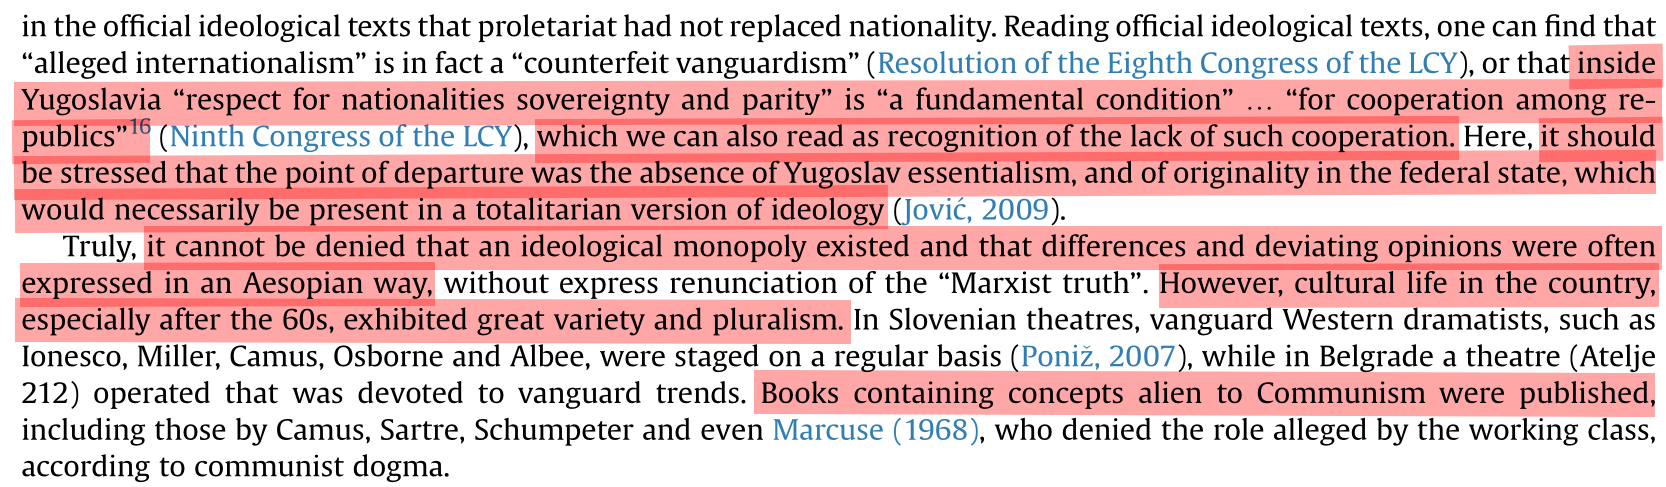 in the official ideological texts that proletariat had not replaced nationality. Reading official ideological texts, one can find that
“alleged internationalism” is in fact a “counterfeit vanguardism” (Resolution of the Eighth Congress of the LCY), or that inside
Yugoslavia “respect for nationalities sovereignty and parity” is “a fundamental condition” … “for cooperation among re-
publics”16 (Ninth Congress of the LCY), which we can also read as recognition of the lack of such cooperation. Here, it should
be stressed that the point of departure was the absence of Yugoslav essentialism, and of originality in the federal state, which
would necessarily be present in a totalitarian version of ideology (Jović, 2009).
Truly, it cannot be denied that an ideological monopoly existed and that differences and deviating opinions were often
expressed in an Aesopian way, without express renunciation of the “Marxist truth”. However, cultural life in the country,
especially after the 60s, exhibited great variety and pluralism. In Slovenian theatres, vanguard Western dramatists, such as
Ionesco, Miller, Camus, Osborne and Albee, were staged on a regular basis (Poniž, 2007), while in Belgrade a theatre (Atelje
212) operated that was devoted to vanguard trends. Books containing concepts alien to Communism were published,
including those by Camus, Sartre, Schumpeter and even Marcuse (1968), who denied the role alleged by the working class,
according to communist dogma.